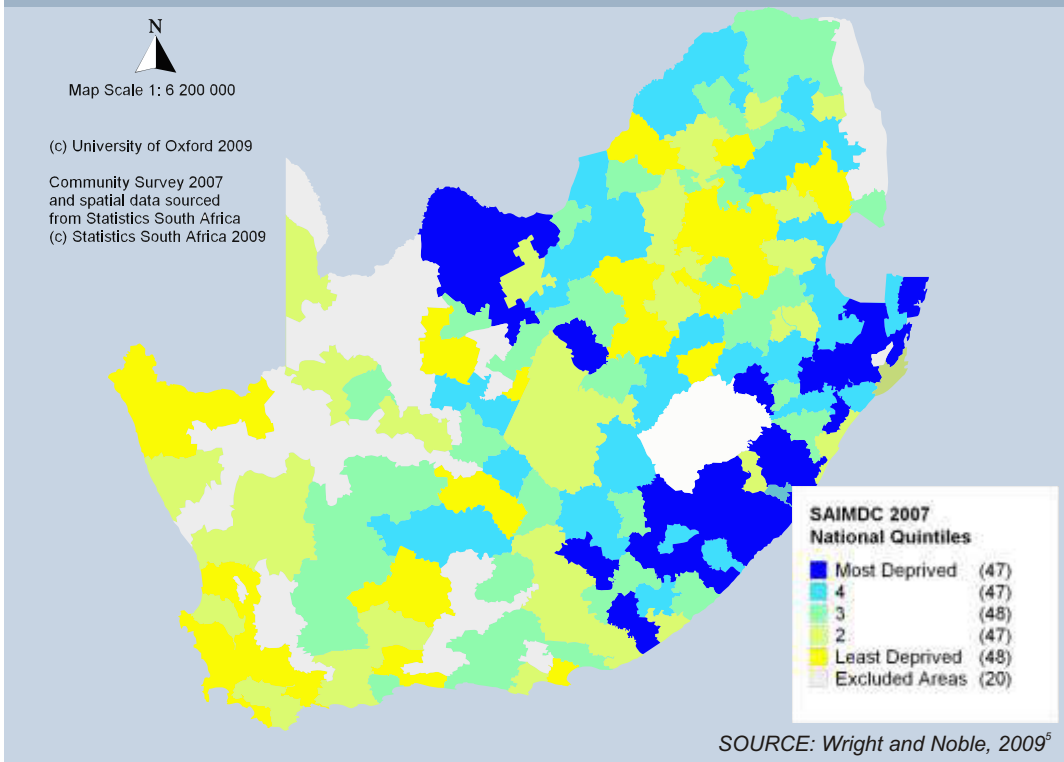 N
Map Scale 1: 6 200 000
(c) University of Oxford 2009
Community Survey 2007
and spatial data sourced
from Statistics South Africa
(c) Statistics South Africa 2009
SAIMDC 2007
National Quintiles
Most Deprived (47)
4 (47)
3 (48)
2 (47)
Least Deprived (48)
Excluded Areas (20)
SOURCE: Wright and Noble, 2009⁵